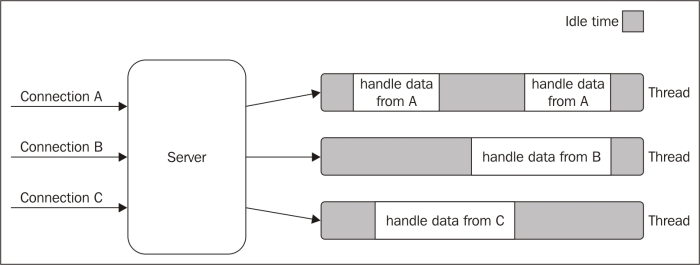 Idle time
Connection A
Connection B
Connection C
Server
handle data
from A
handle data
from A
Thread
handle data from B
Thread
handle data from C
Thread